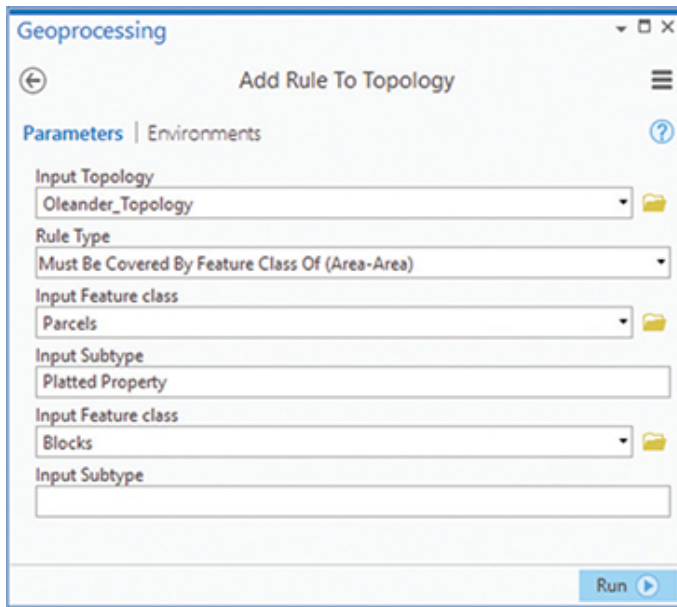 Geoprocessing
Add Rule To Topology
Parameters | Environments
Input Topology
Oleander_Topology
Rule Type
Must Be Covered By Feature Class Of (Area-Area)
Input Feature class
Parcels
Input Subtype
Platted Property
Input Feature class
Blocks
Input Subtype
Run